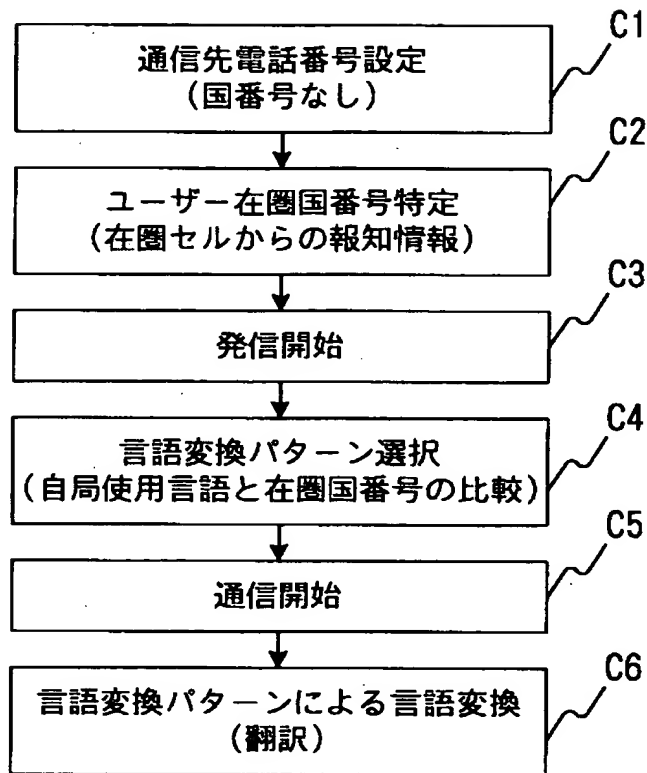 C1
通信先電話番号設定
(国番号なし)
C2
ユーザー在圏国番号特定
(在圏セルからの報知情報)
C3
発信開始
C4
言語変換パターン選択
(自局使用言語と在圏国番号の比較)
C5
通信開始
C6
言語変換パターンによる言語変換
(翻訳)